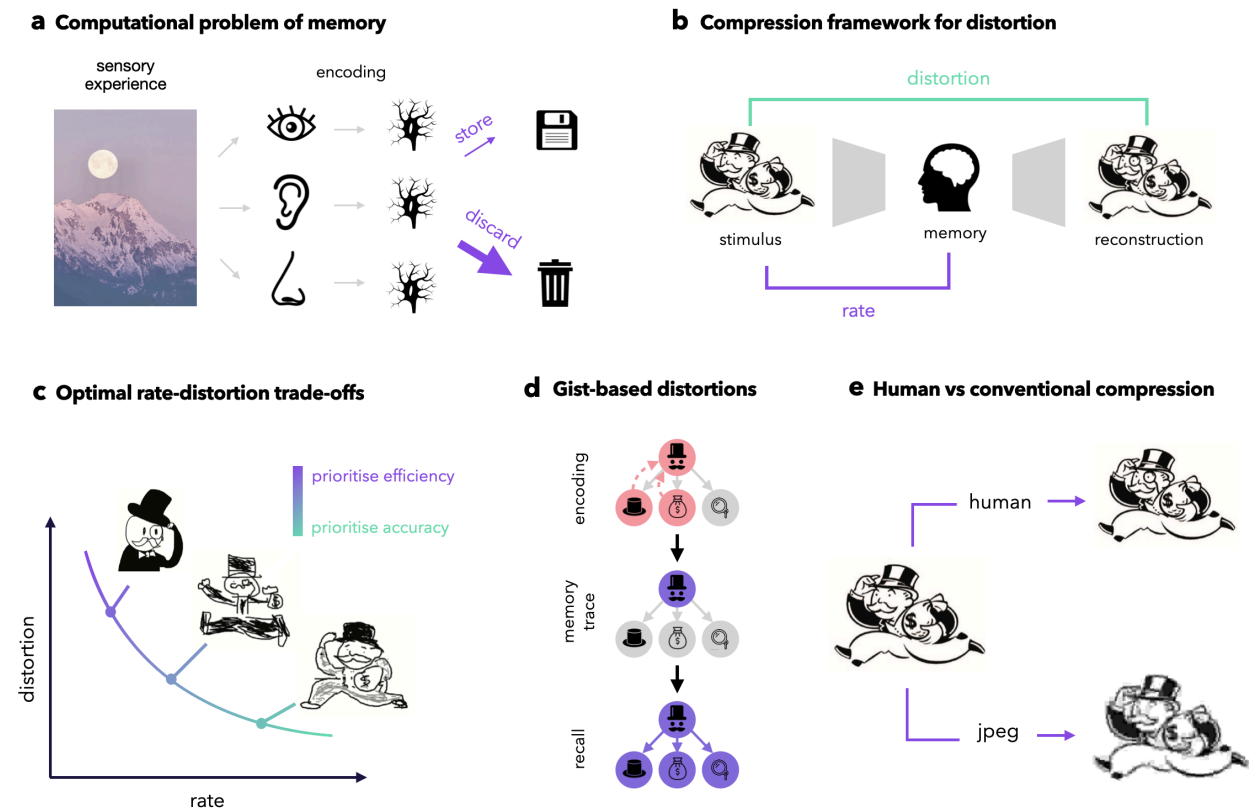 a Computational problem of memory
sensory
experience
encoding
store
discard
b Compression framework for distortion
distortion
$
$
stimulus
memory
reconstruction
rate
c Optimal rate-distortion trade-offs
prioritise efficiency
prioritise accuracy
$
$
distortion
rate
d Gist-based distortions
encoding
$
memory
trace
$
recall
$
e Human vs conventional compression
human
$
$
jpeg
$